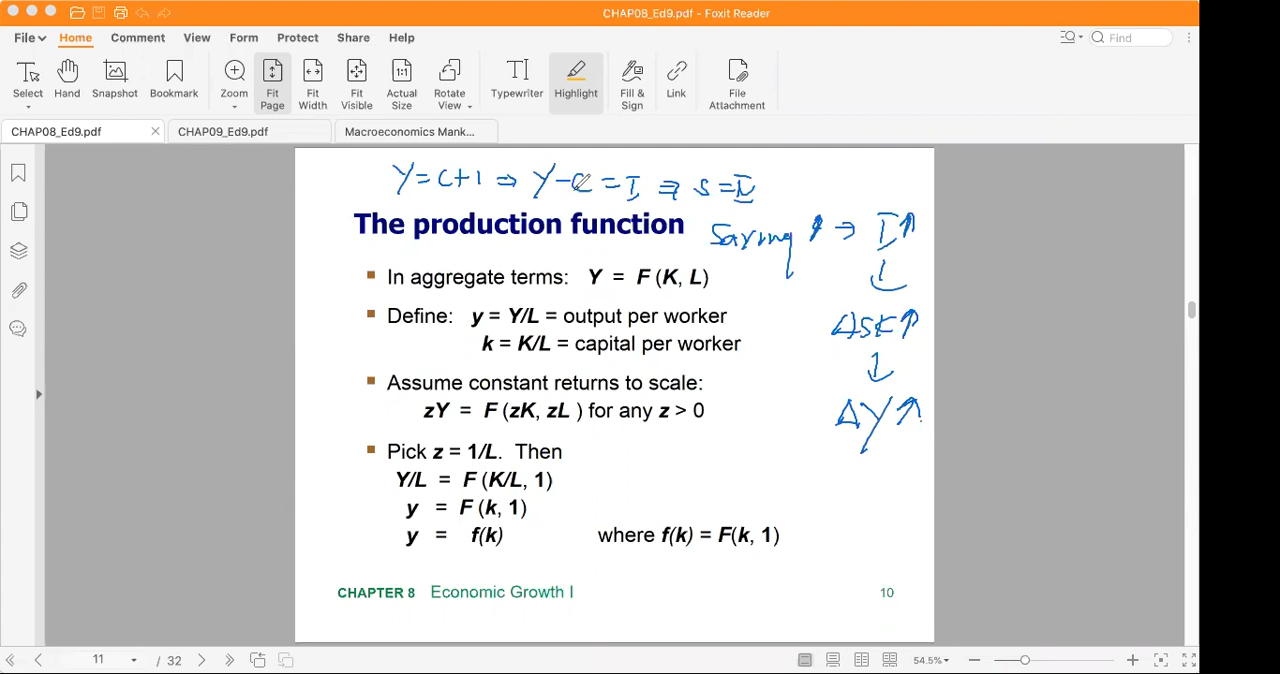 CHAP08_Ed9.pdf - Foxit Reader
File Home Comment View Form Protect Share Help
Find
Select Hand Snapshot Bookmark Zoom Fit Page Fit Width Fit Visible Actual Size Rotate View Typewriter Highlight Fill & Sign Link File Attachment
CHAP08_Ed9.pdf CHAP09_Ed9.pdf Macroeconomics Mank...
Y = C + I ⇒ Y - C = I ⇒ S = I
The production function
Saving ↑ → I ↑
In aggregate terms: Y = F (K, L)
Define: y = Y/L = output per worker
k = K/L = capital per worker
↑
↓
Assume constant returns to scale:
zY = F (zK, zL ) for any z > 0
ΔY ↑
Pick z = 1/L. Then
Y/L = F (K/L, 1)
y = F (k, 1)
y = f(k) where f(k) = F(k, 1)
CHAPTER 8 Economic Growth I 10
11 / 32 54.5%